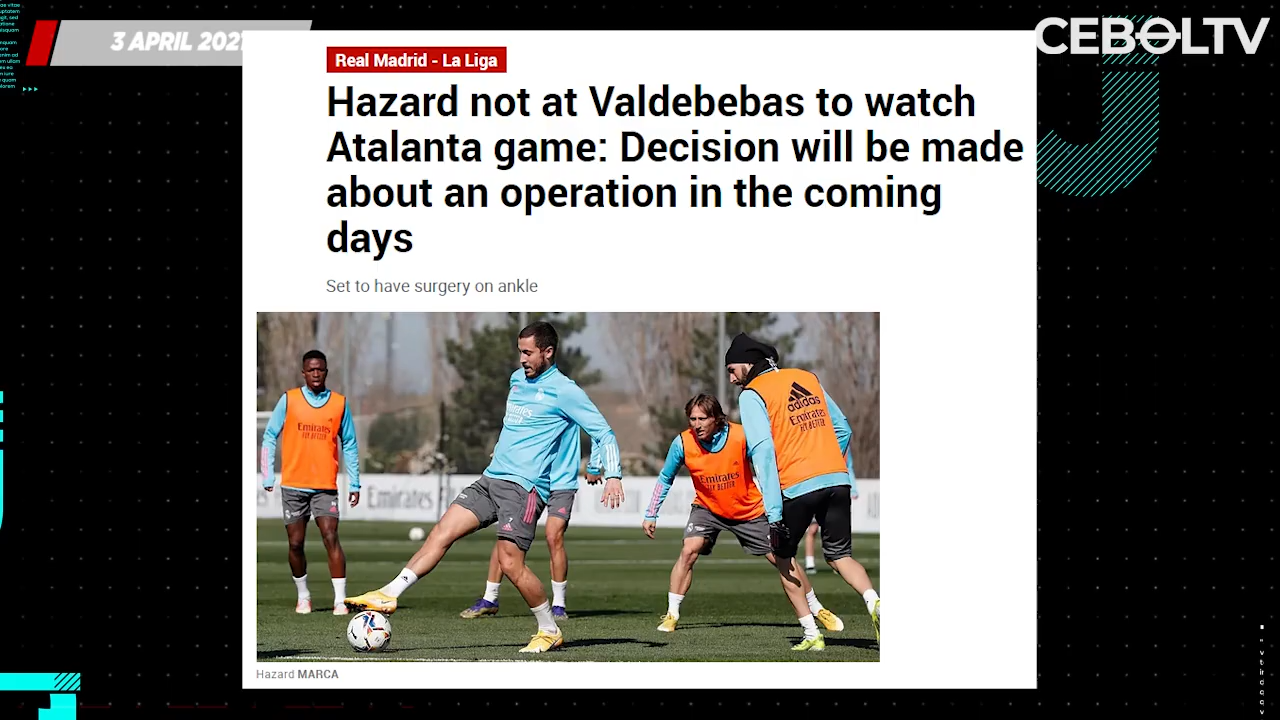 3 APRIL 2021
CEBOLTV
Real Madrid - La Liga
Hazard not at Valdebebas to watch
Atalanta game: Decision will be made
about an operation in the coming
days
Set to have surgery on ankle
Emirates
FLY BETTER
Emirates
FLY BETTER
adidas
Emirates
FLY BETTER
Emirates
Hazard MARCA